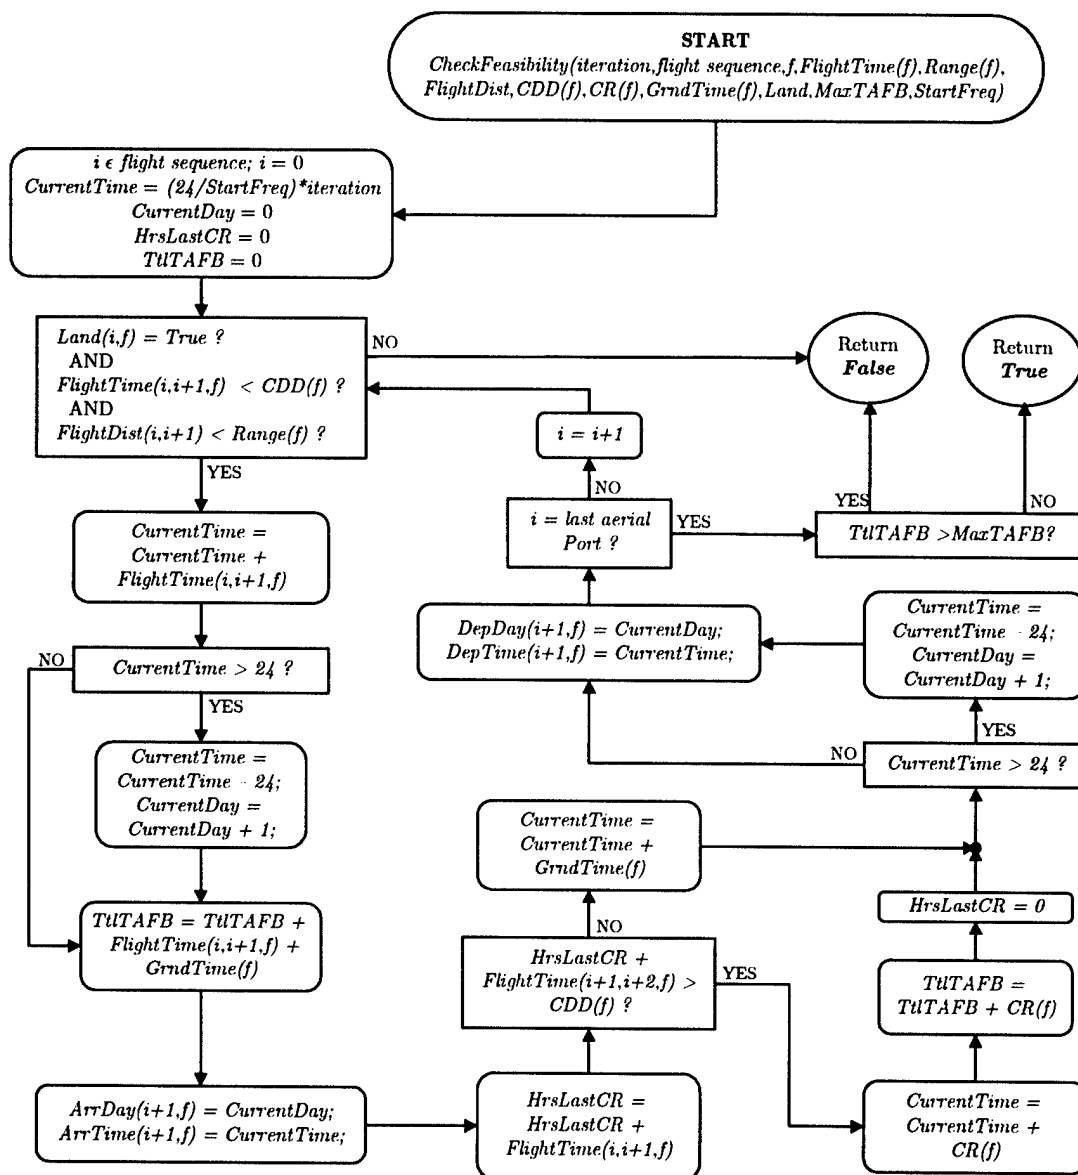 START
CheckFeasibility(iteration,flight sequence,f,FlightTime(f),Range(f),
FlightDist,CDD(f),CR(f),GrndTime(f),Land,MaxTAFB,StartFreq)
i ϵ flight sequence; i = 0
CurrentTime = (24/StartFreq)*iteration
CurrentDay = 0
HrsLastCR = 0
TtlTAFB = 0
Land(i,f) = True ?
AND
FlightTime(i,i+1,f) < CDD(f) ?
AND
FlightDist(i,i+1) < Range(f) ?
NO
YES
Return
False
Return
True
i = i+1
NO
i = last aerial
Port ?
YES
YES
NO
TtlTAFB >MaxTAFB?
CurrentTime =
CurrentTime +
FlightTime(i,i+1,f)
DepDay(i+1,f) = CurrentDay;
DepTime(i+1,f) = CurrentTime;
CurrentTime =
CurrentTime - 24;
CurrentDay =
CurrentDay + 1;
NO
CurrentTime > 24 ?
YES
YES
NO
CurrentTime > 24 ?
CurrentTime =
CurrentTime - 24;
CurrentDay =
CurrentDay + 1;
CurrentTime =
CurrentTime +
GrndTime(f)
HrsLastCR = 0
TtlTAFB = TtlTAFB +
FlightTime(i,i+1,f) +
GrndTime(f)
NO
HrsLastCR +
FlightTime(i+1,i+2,f) >
CDD(f) ?
YES
TtlTAFB =
TtlTAFB + CR(f)
ArrDay(i+1,f) = CurrentDay;
ArrTime(i+1,f) = CurrentTime;
HrsLastCR =
HrsLastCR +
FlightTime(i,i+1,f)
CurrentTime =
CurrentTime +
CR(f)